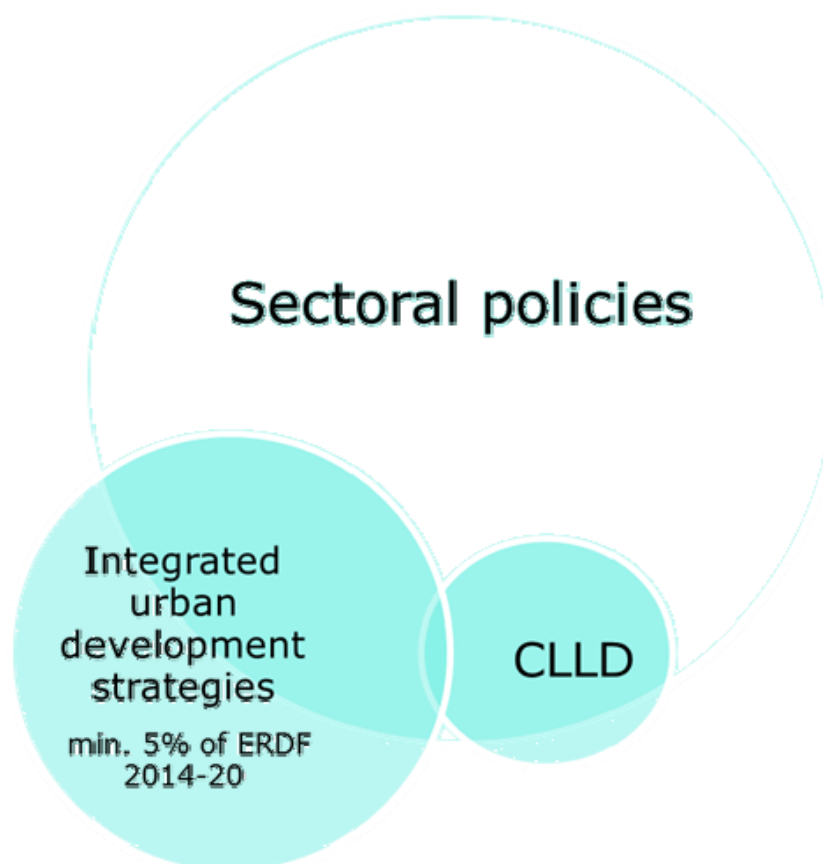 Sectoral policies
Integrated
urban
development
strategies
min. 5% of ERDF
2014-20
CLLD